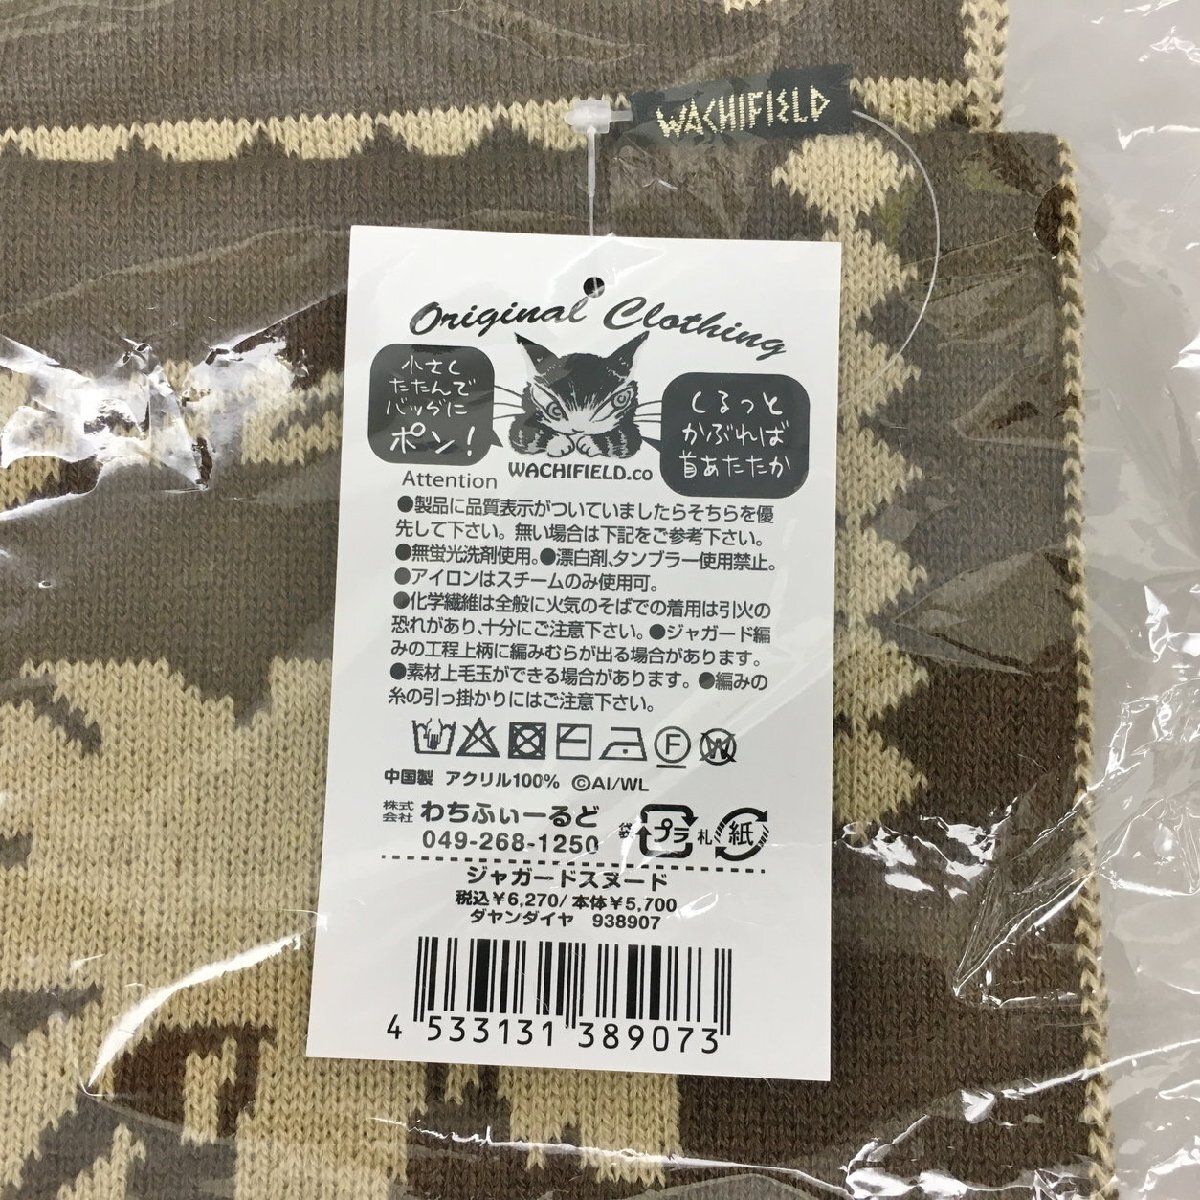 WACHIFIELD
Original Clothing
小さく
たたんで
バッグに
ポン!
くるっと
かぶれば
首あたたか
WACHIFIELD.co
Attention
●製品に品質表示がついていましたらそちらを優
先して下さい。無い場合は下記をご参考下さい。
●無蛍光洗剤使用。●漂白剤、タンブラー使用禁止。
●アイロンはスチームのみ使用可。
●化学繊維は全般に火気のそばでの着用は引火の
恐れがあり、十分にご注意下さい。●ジャガード編
みの工程上柄に編みむらが出る場合があります。
●素材上毛玉ができる場合があります。●編みの
糸の引っ掛かりにはご注意下さい。
F W
中国製 アクリル100% ©AI/WL
株式会社 わちふぃーるど
049-268-1250
袋 プラ 札 紙
ジャガードスヌード
税込¥6,270/本体¥5,700
ダヤンダイヤ 938907
4 533131 389073